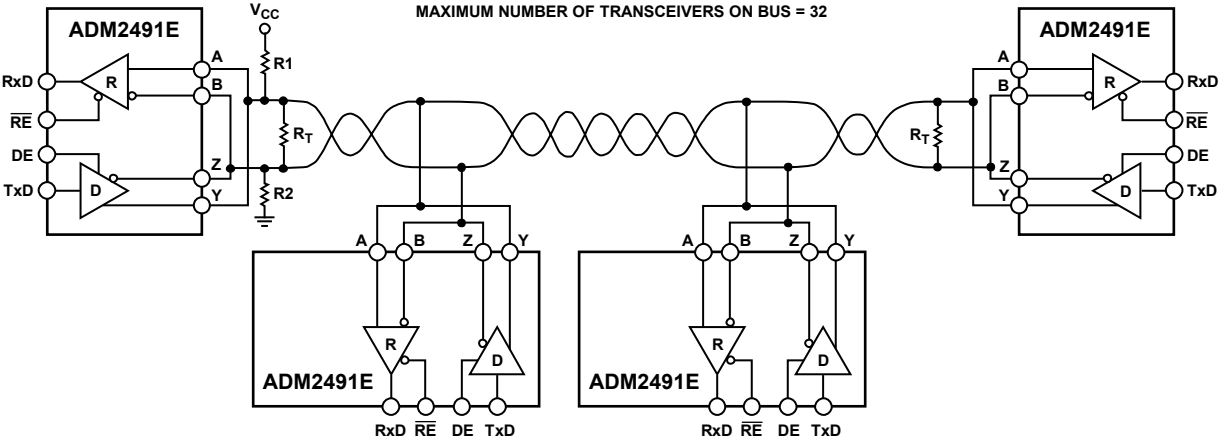 MAXIMUM NUMBER OF TRANSCEIVERS ON BUS = 32
ADM2491E
VCC
ADM2491E
A
R1
A
RxD
R
B
B
R
RxD
RE
RT
RT
RE
DE
Z
Z
DE
TxD
D
R2
D
TxD
Y
Y
A
B
Z
Y
A
B
Z
Y
R
D
R
D
ADM2491E
ADM2491E
RxD
RE
DE
TxD
RxD
RE
DE
TxD